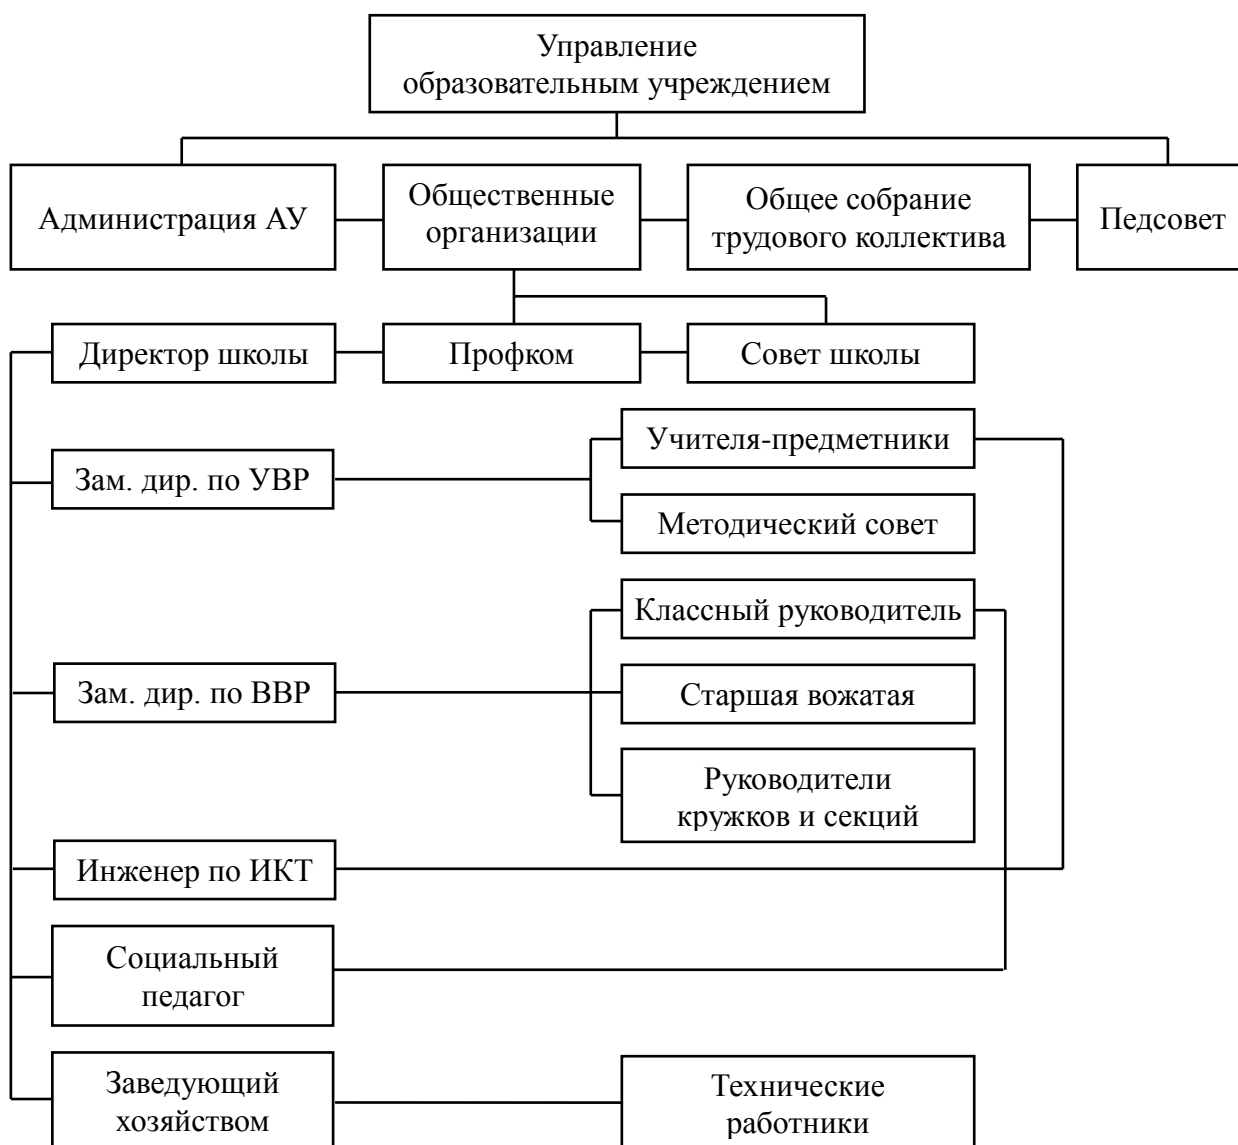 Управление
образовательным учреждением
Администрация АУ
Общественные
организации
Общее собрание
трудового коллектива
Педсовет
Директор школы
Профком
Совет школы
Учителя-предметники
Зам. дир. по УВР
Методический совет
Классный руководитель
Зам. дир. по ВВР
Старшая вожатая
Руководители
кружков и секций
Инженер по ИКТ
Социальный
педагог
Заведующий
хозяйством
Технические
работники